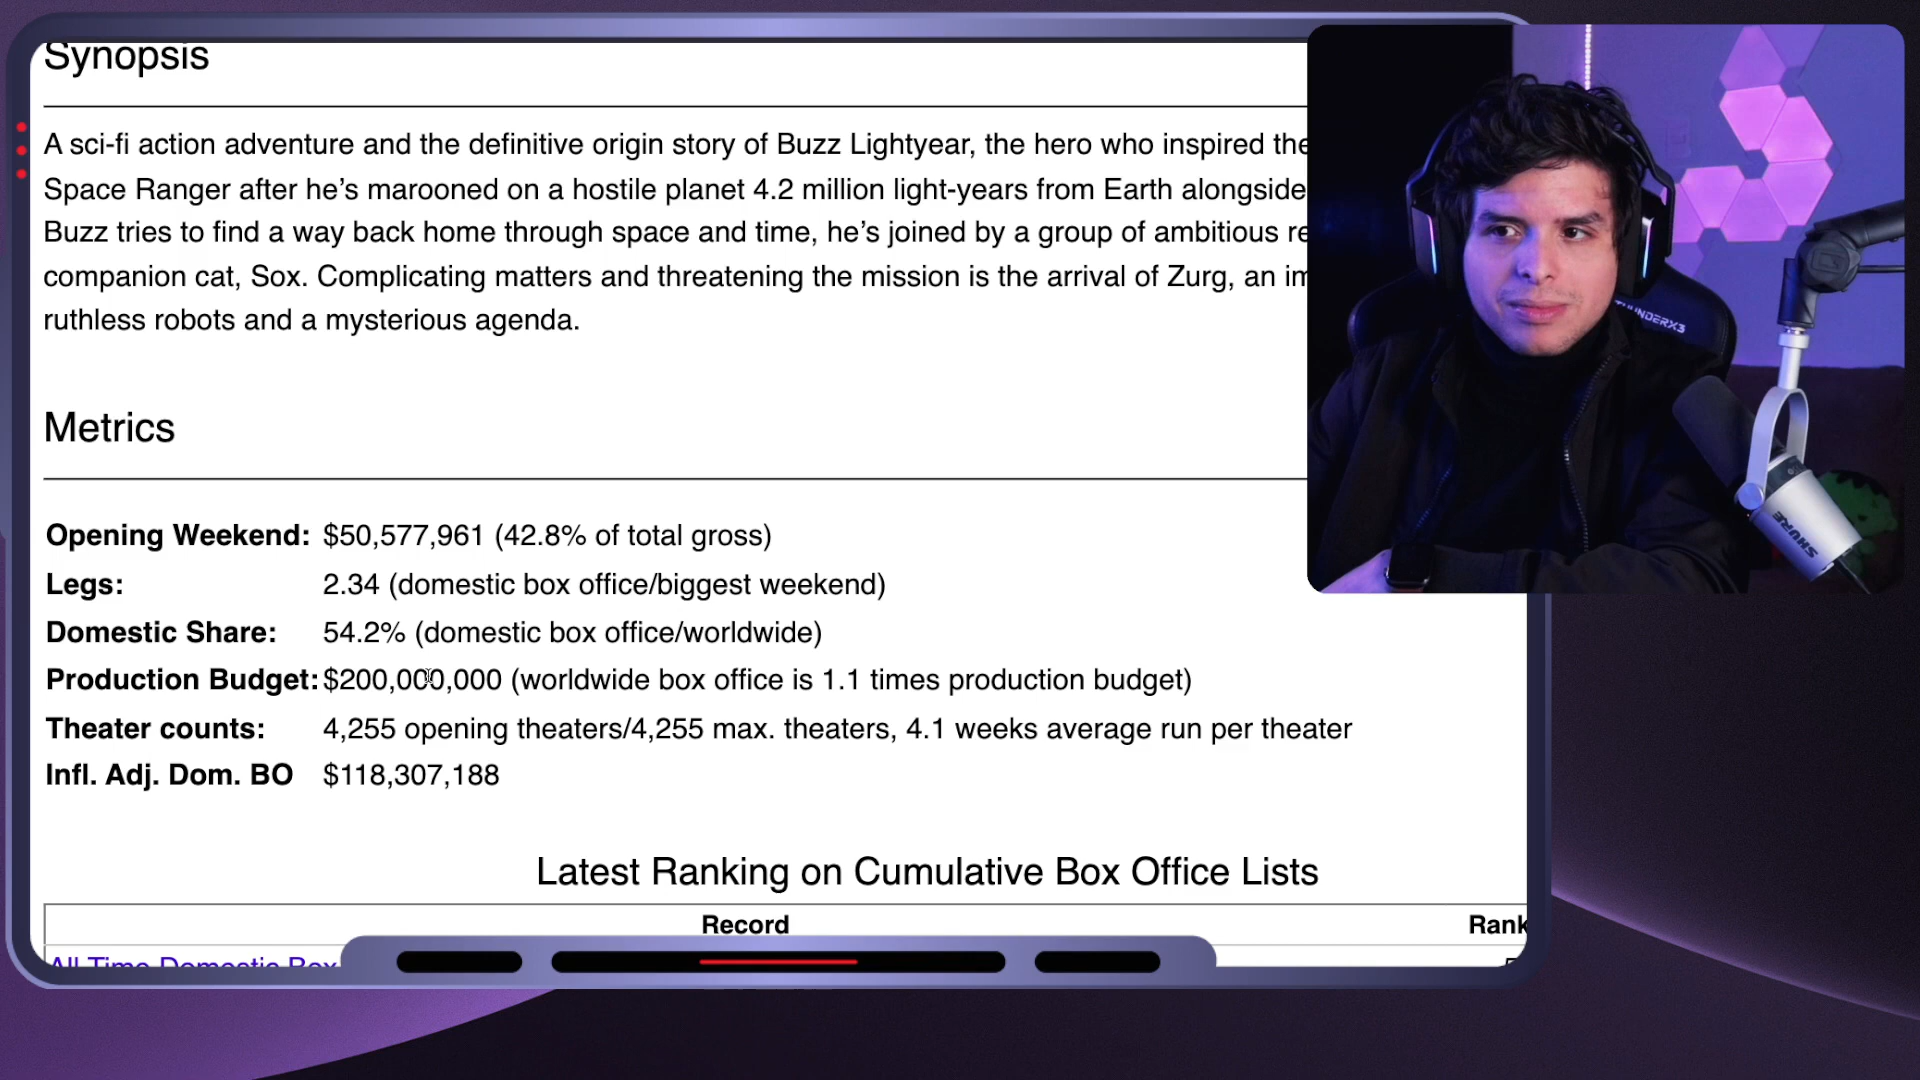 Synopsis
A sci-fi action adventure and the definitive origin story of Buzz Lightyear, the hero who inspired the
Space Ranger after he's marooned on a hostile planet 4.2 million light-years from Earth alongside
Buzz tries to find a way back home through space and time, he's joined by a group of ambitious re
companion cat, Sox. Complicating matters and threatening the mission is the arrival of Zurg, an im
ruthless robots and a mysterious agenda.
Metrics
Opening Weekend: $50,577,961 (42.8% of total gross)
Legs: 2.34 (domestic box office/biggest weekend)
Domestic Share: 54.2% (domestic box office/worldwide)
Production Budget: $200,000,000 (worldwide box office is 1.1 times production budget)
Theater counts: 4,255 opening theaters/4,255 max. theaters, 4.1 weeks average run per theater
Infl. Adj. Dom. BO $118,307,188
Latest Ranking on Cumulative Box Office Lists
Record Rank
All Time Domestic Box
THUNDERX3
SHURE